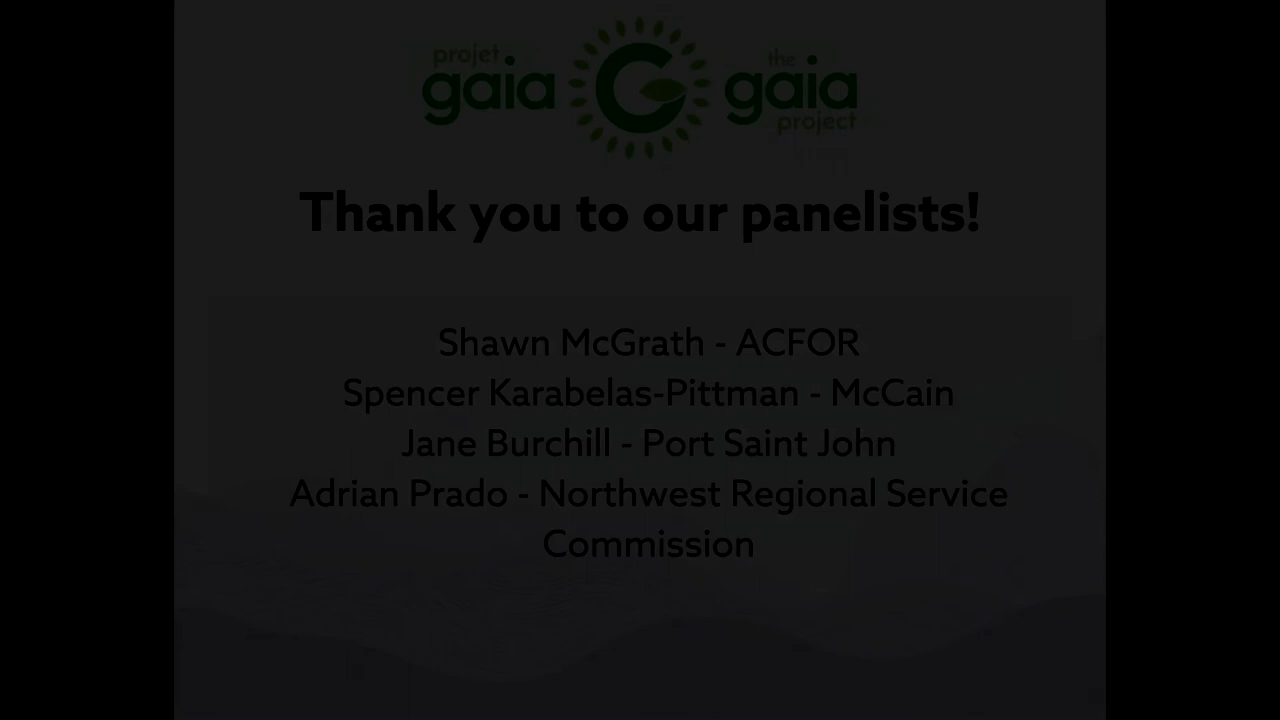 projet
gaia
the
gaia
project
Thank you to our panelists!
Shawn McGrath - ACFOR
Spencer Karabelas-Pittman - McCain
Jane Burchill - Port Saint John
Adrian Prado - Northwest Regional Service
Commission